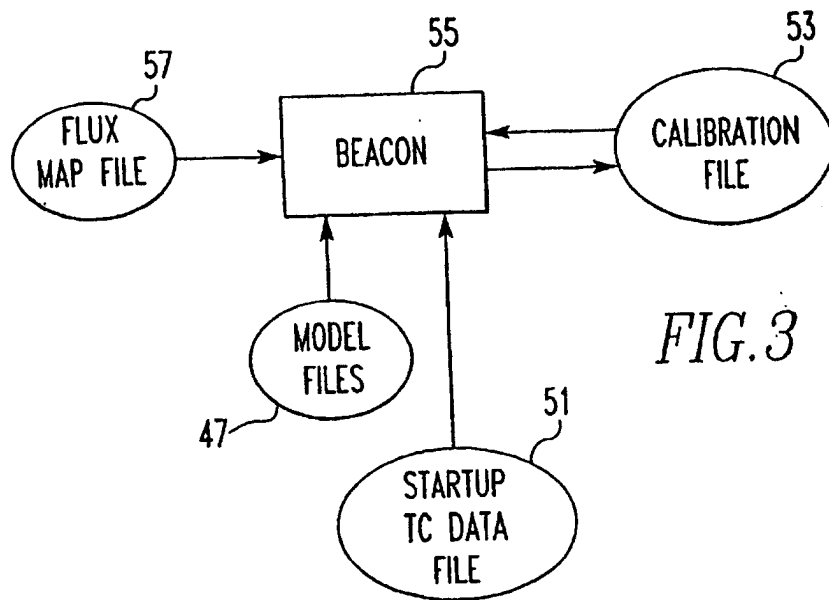 57
FLUX
MAP FILE
55
BEACON
53
CALIBRATION
FILE
MODEL
FILES
47
FIG.3
51
STARTUP
TC DATA
FILE